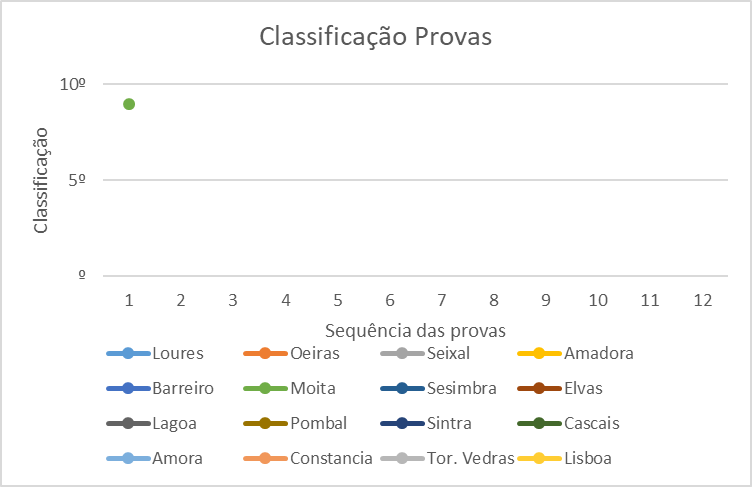 Classificação Provas
10º
5º
º
Classificação
1 2 3 4 5 6 7 8 9 10 11 12
Sequência das provas
Loures Oeiras Seixal Amadora
Barreiro Moita Sesimbra Elvas
Lagoa Pombal Sintra Cascais
Amora Constancia Tor. Vedras Lisboa